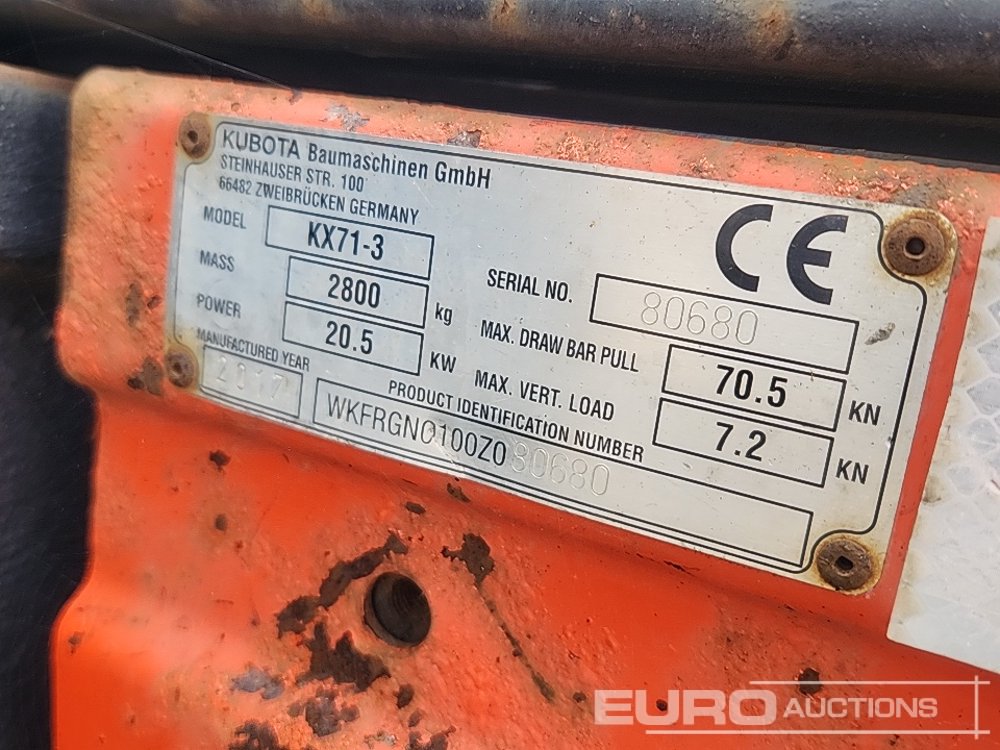 KUBOTA Baumaschinen GmbH
STEINHAUSER STR. 100
66482 ZWEIBRÜCKEN GERMANY
MODEL KX71-3
MASS 2800 kg
POWER 20.5 KW
MANUFACTURED YEAR
2017
SERIAL NO. 80680
MAX. DRAW BAR PULL 70.5 KN
MAX. VERT. LOAD 7.2 KN
PRODUCT IDENTIFICATION NUMBER
WKFRGN0100Z080680
CE
EURO AUCTIONS